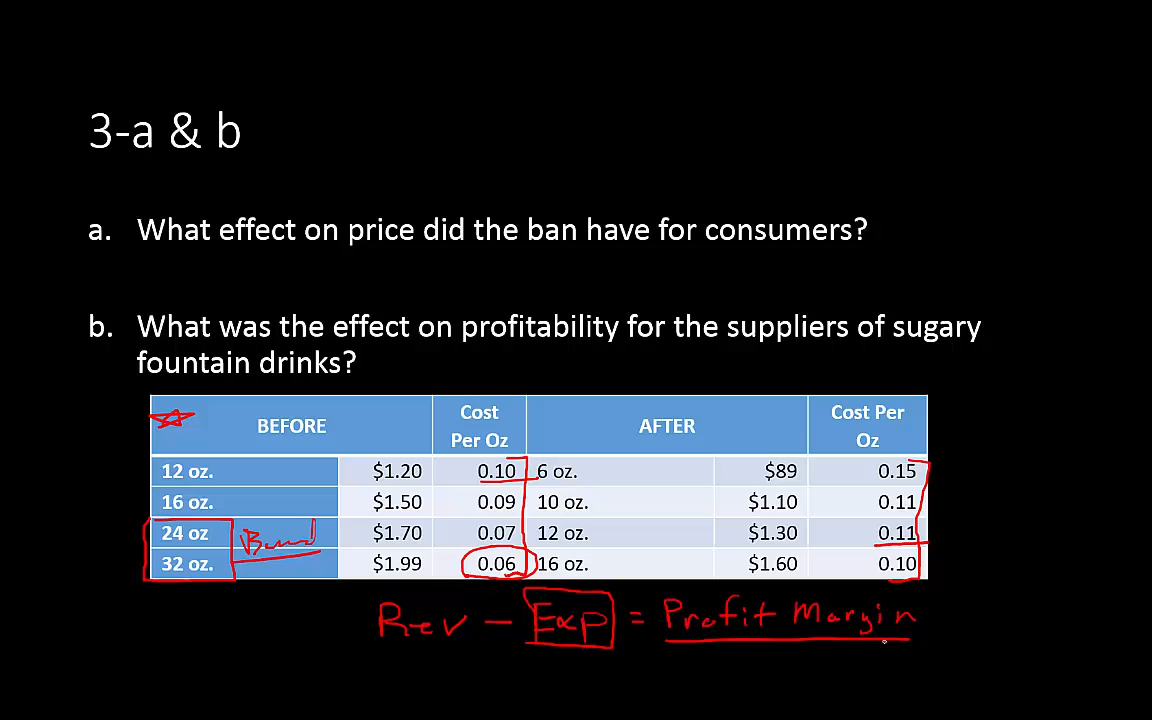 3-a & b
a. What effect on price did the ban have for consumers?
b. What was the effect on profitability for the suppliers of sugary
fountain drinks?
BEFORE Cost Per Oz AFTER Cost Per Oz
12 oz. $1.20 0.10 6 oz. $89 0.15
16 oz. $1.50 0.09 10 oz. $1.10 0.11
24 oz $1.70 0.07 12 oz. $1.30 0.11
32 oz. $1.99 0.06 16 oz. $1.60 0.10
Rev - Exp = Profit Margin